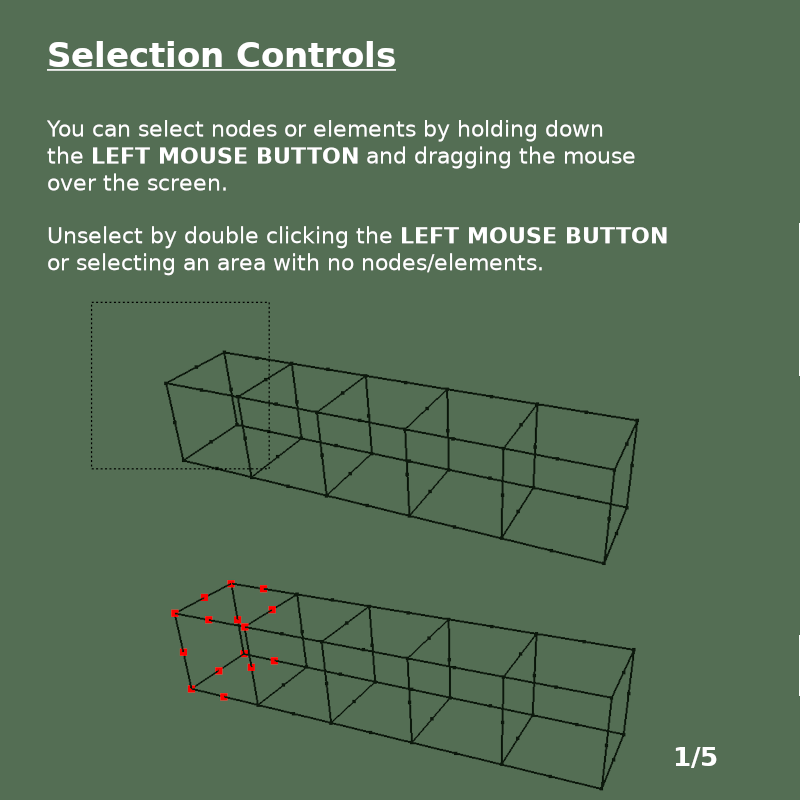 Selection Controls
You can select nodes or elements by holding down
the LEFT MOUSE BUTTON and dragging the mouse
over the screen.
Unselect by double clicking the LEFT MOUSE BUTTON
or selecting an area with no nodes/elements.
1/5